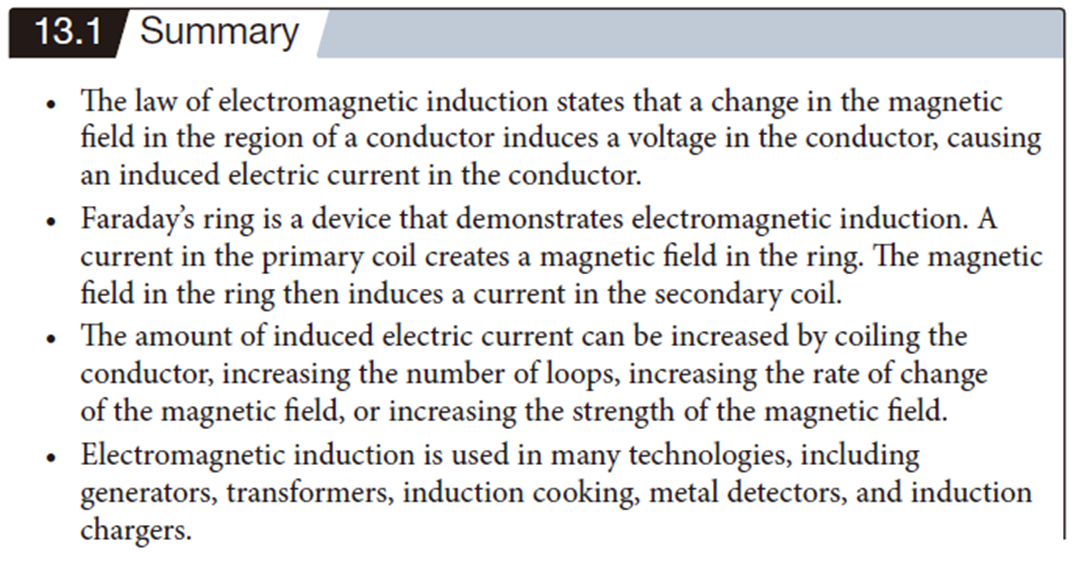 13.1 Summary
• The law of electromagnetic induction states that a change in the magnetic
field in the region of a conductor induces a voltage in the conductor, causing
an induced electric current in the conductor.
• Faraday’s ring is a device that demonstrates electromagnetic induction. A
current in the primary coil creates a magnetic field in the ring. The magnetic
field in the ring then induces a current in the secondary coil.
• The amount of induced electric current can be increased by coiling the
conductor, increasing the number of loops, increasing the rate of change
of the magnetic field, or increasing the strength of the magnetic field.
• Electromagnetic induction is used in many technologies, including
generators, transformers, induction cooking, metal detectors, and induction
chargers.